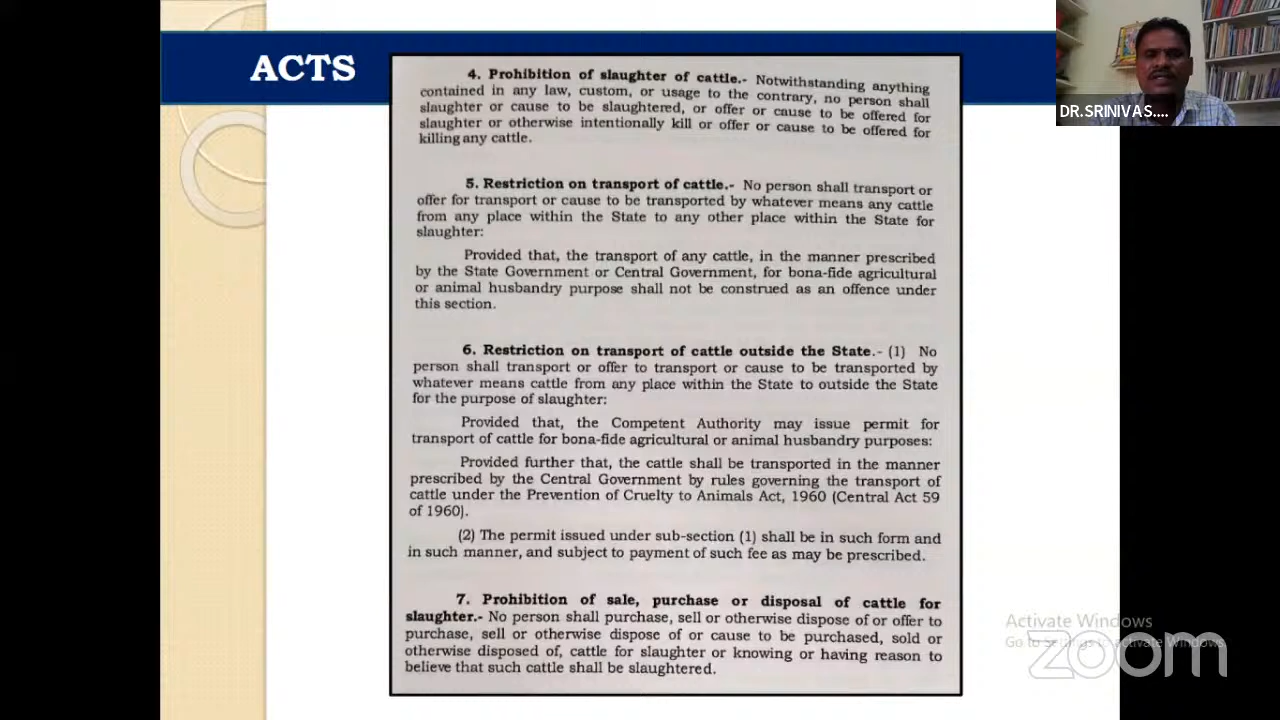 ACTS
4. Prohibition of slaughter of cattle.- Notwithstanding anything
contained in any law, custom, or usage to the contrary, no person shall
slaughter or cause to be slaughtered, or offer or cause to be offered for
slaughter or otherwise intentionally kill or offer or cause to be offered for
killing any cattle.
5. Restriction on transport of cattle.- No person shall transport or
offer for transport or cause to be transported by whatever means any cattle
from any place within the State to any other place within the State for
slaughter:
Provided that, the transport of any cattle, in the manner prescribed
by the State Government or Central Government, for bona-fide agricultural
or animal husbandry purpose shall not be construed as an offence under
this section.
6. Restriction on transport of cattle outside the State.- (1) No
person shall transport or offer to transport or cause to be transported by
whatever means cattle from any place within the State to outside the State
for the purpose of slaughter:
Provided that, the Competent Authority may issue permit for
transport of cattle for bona-fide agricultural or animal husbandry purposes:
Provided further that, the cattle shall be transported in the manner
prescribed by the Central Government by rules governing the transport of
cattle under the Prevention of Cruelty to Animals Act, 1960 (Central Act 59
of 1960).
(2) The permit issued under sub-section (1) shall be in such form and
in such manner, and subject to payment of such fee as may be prescribed.
7. Prohibition of sale, purchase or disposal of cattle for
slaughter.- No person shall purchase, sell or otherwise dispose of or offer to
purchase, sell or otherwise dispose of or cause to be purchased, sold or
otherwise disposed of, cattle for slaughter or knowing or having reason to
believe that such cattle shall be slaughtered.
DR.SRINIVAS....
Activate Windows
Go to Settings to activate Windows.
zoom